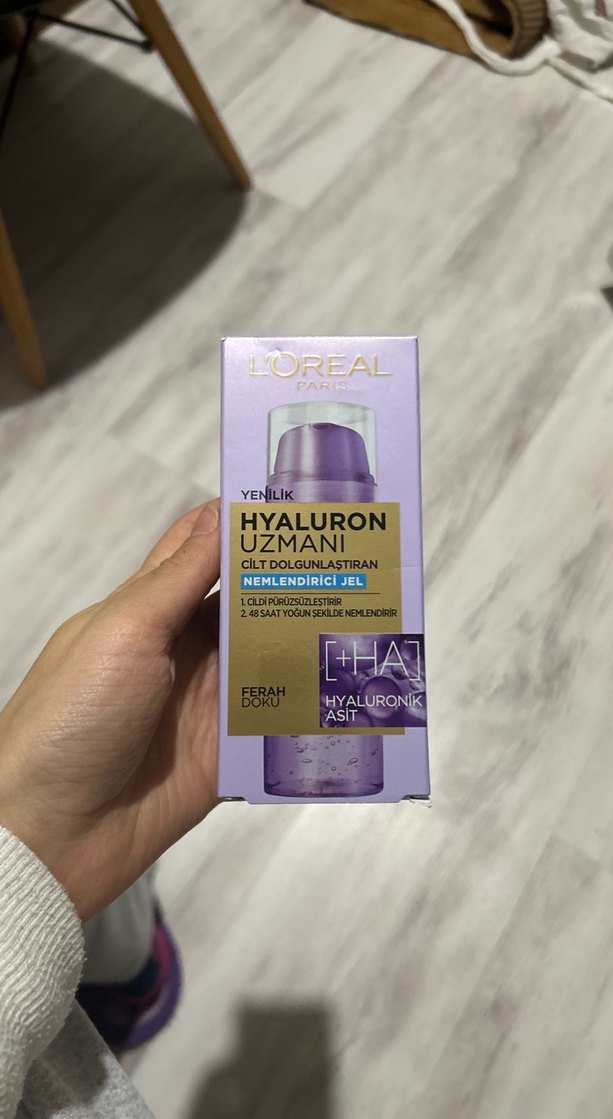 L'ORÉAL
PARIS
YENİLİK
HYALURON
UZMANI
CİLT DOLGUNLAŞTIRAN
NEMLENDİRİCİ JEL
1. CİLDİ PÜRÜZSÜZLEŞTİRİR
2. 48 SAAT YOĞUN ŞEKİLDE NEMLENDİRİR
[+HA]
HYALURONİK
ASİT
FERAH
DOKU